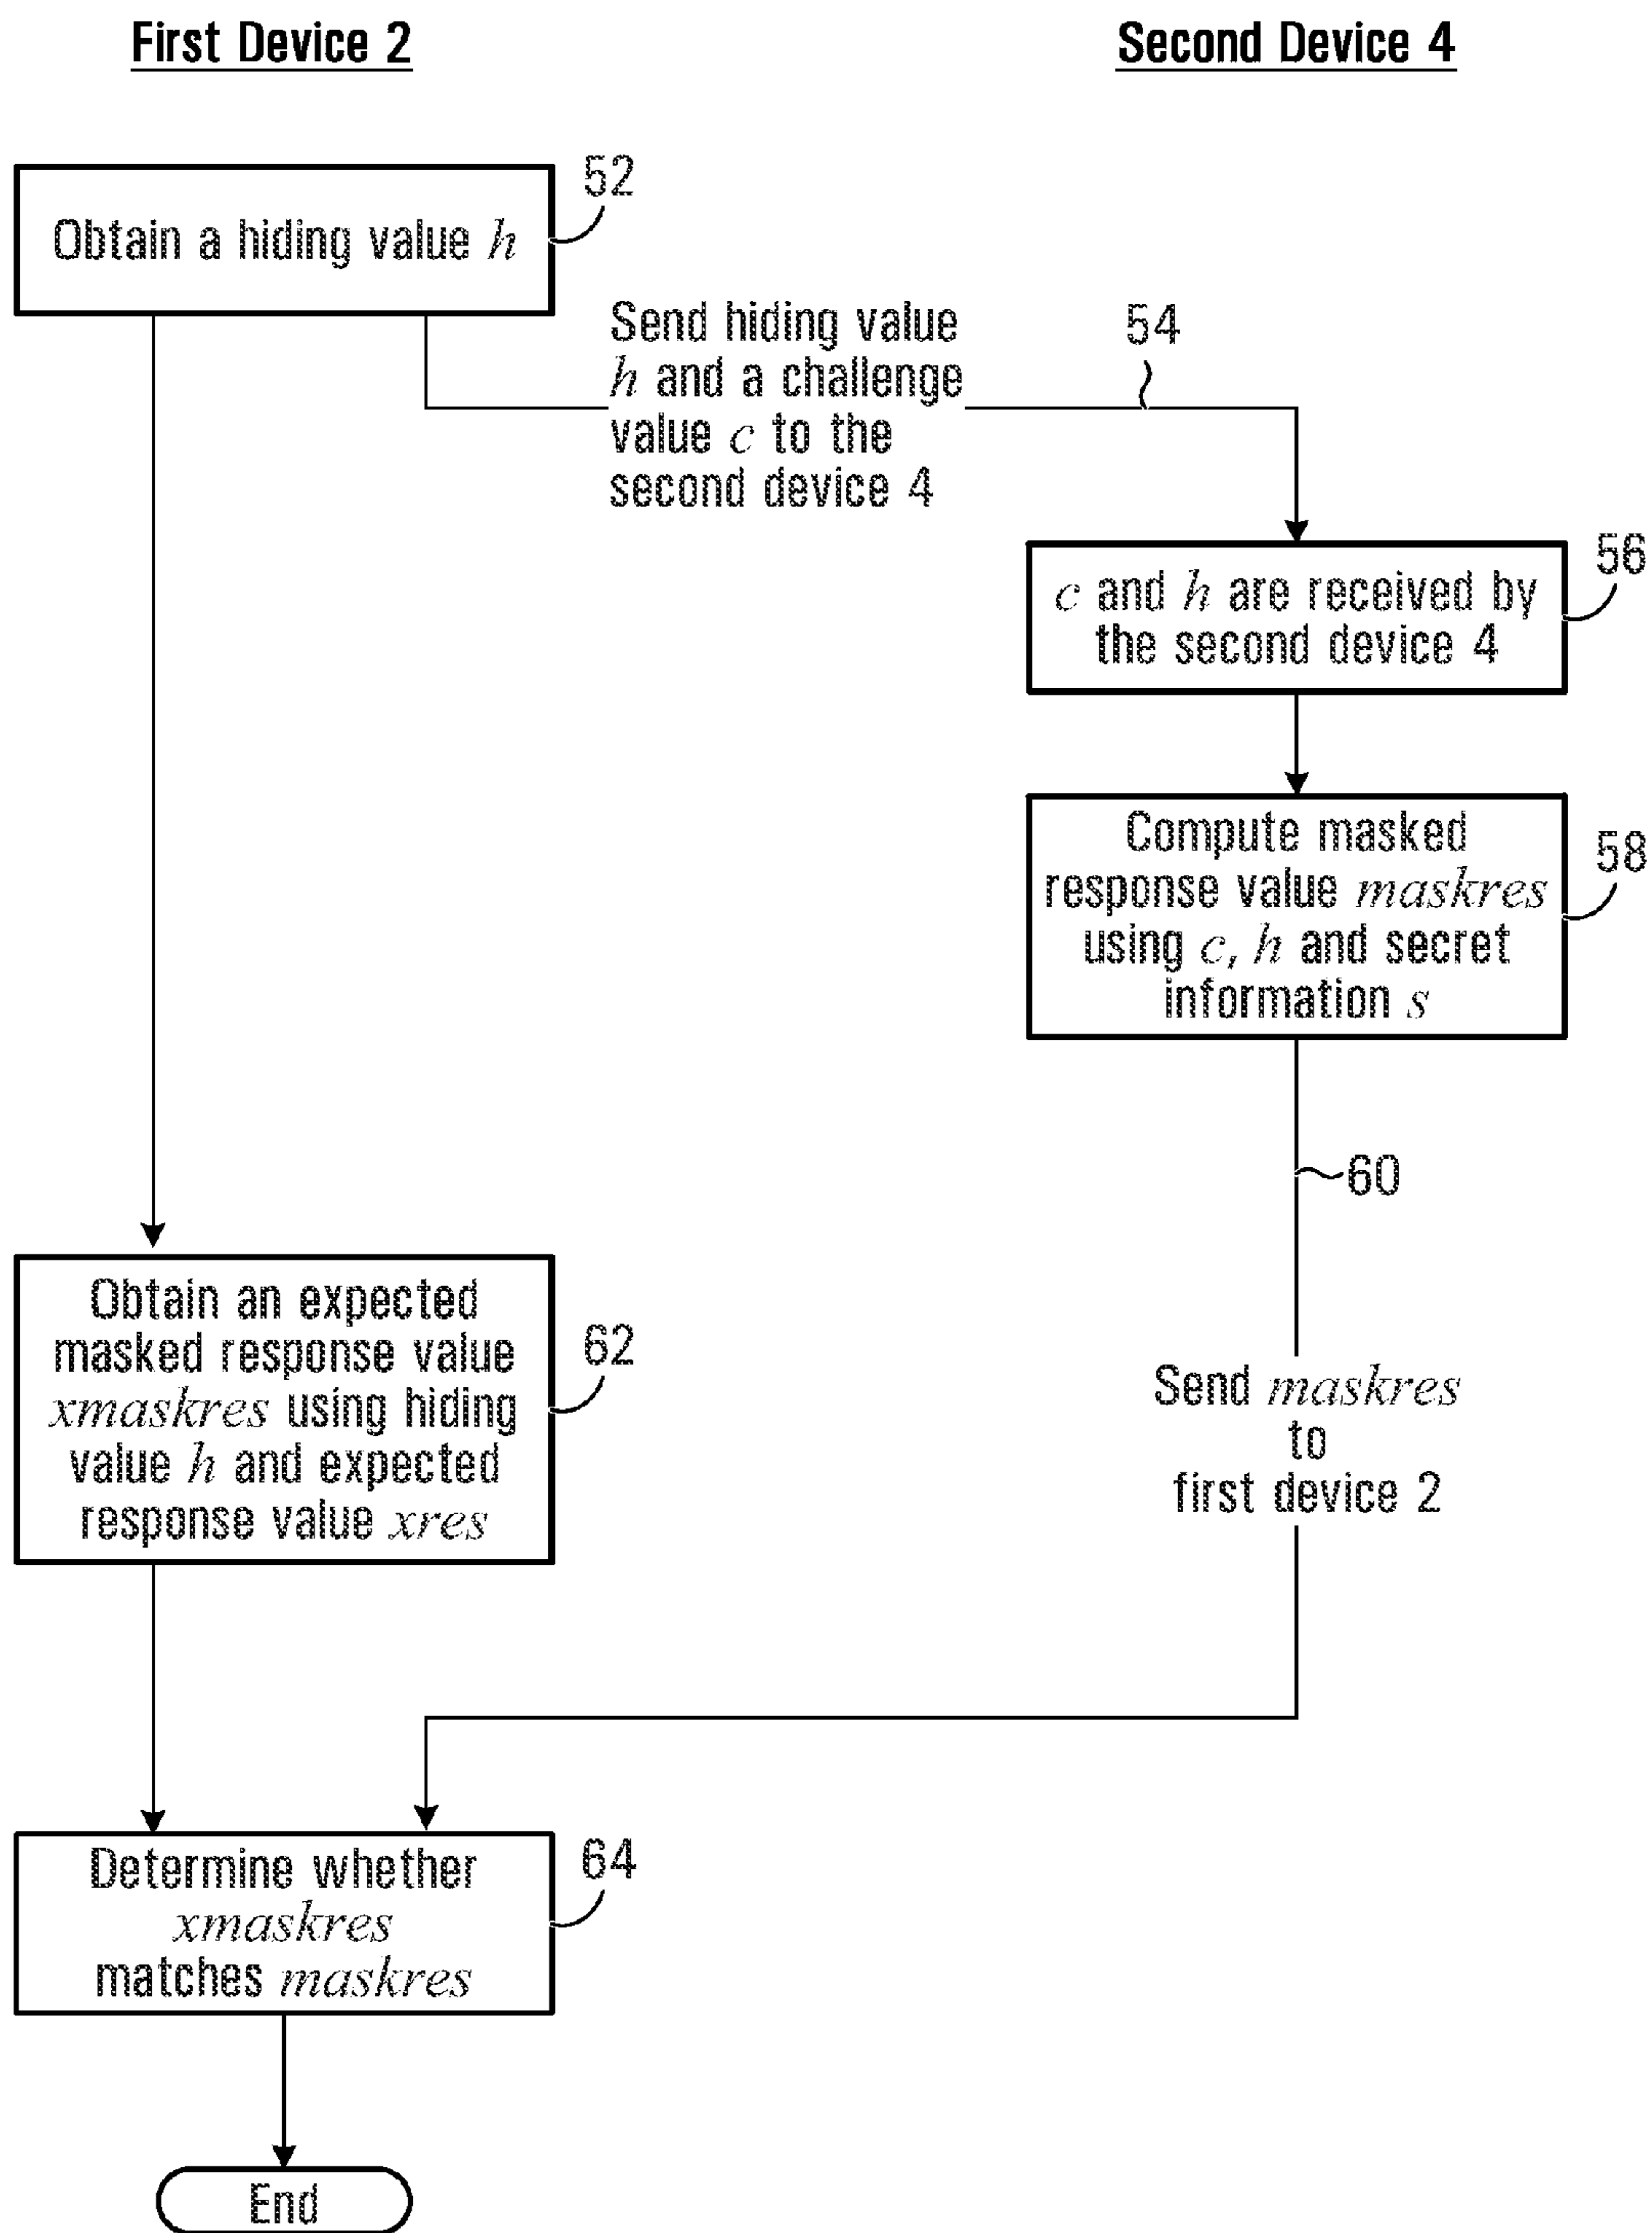 First Device 2
Second Device 4
52
Obtain a hiding value h
Send hiding value
h and a challenge
value c to the
second device 4
54
56
c and h are received by
the second device 4
Compute masked
response value maskres
using c, h and secret
information s
58
60
Obtain an expected
masked response value
xmaskres using hiding
value h and expected
response value xres
62
Send maskres
to
first device 2
Determine whether
xmaskres
matches maskres
64
End